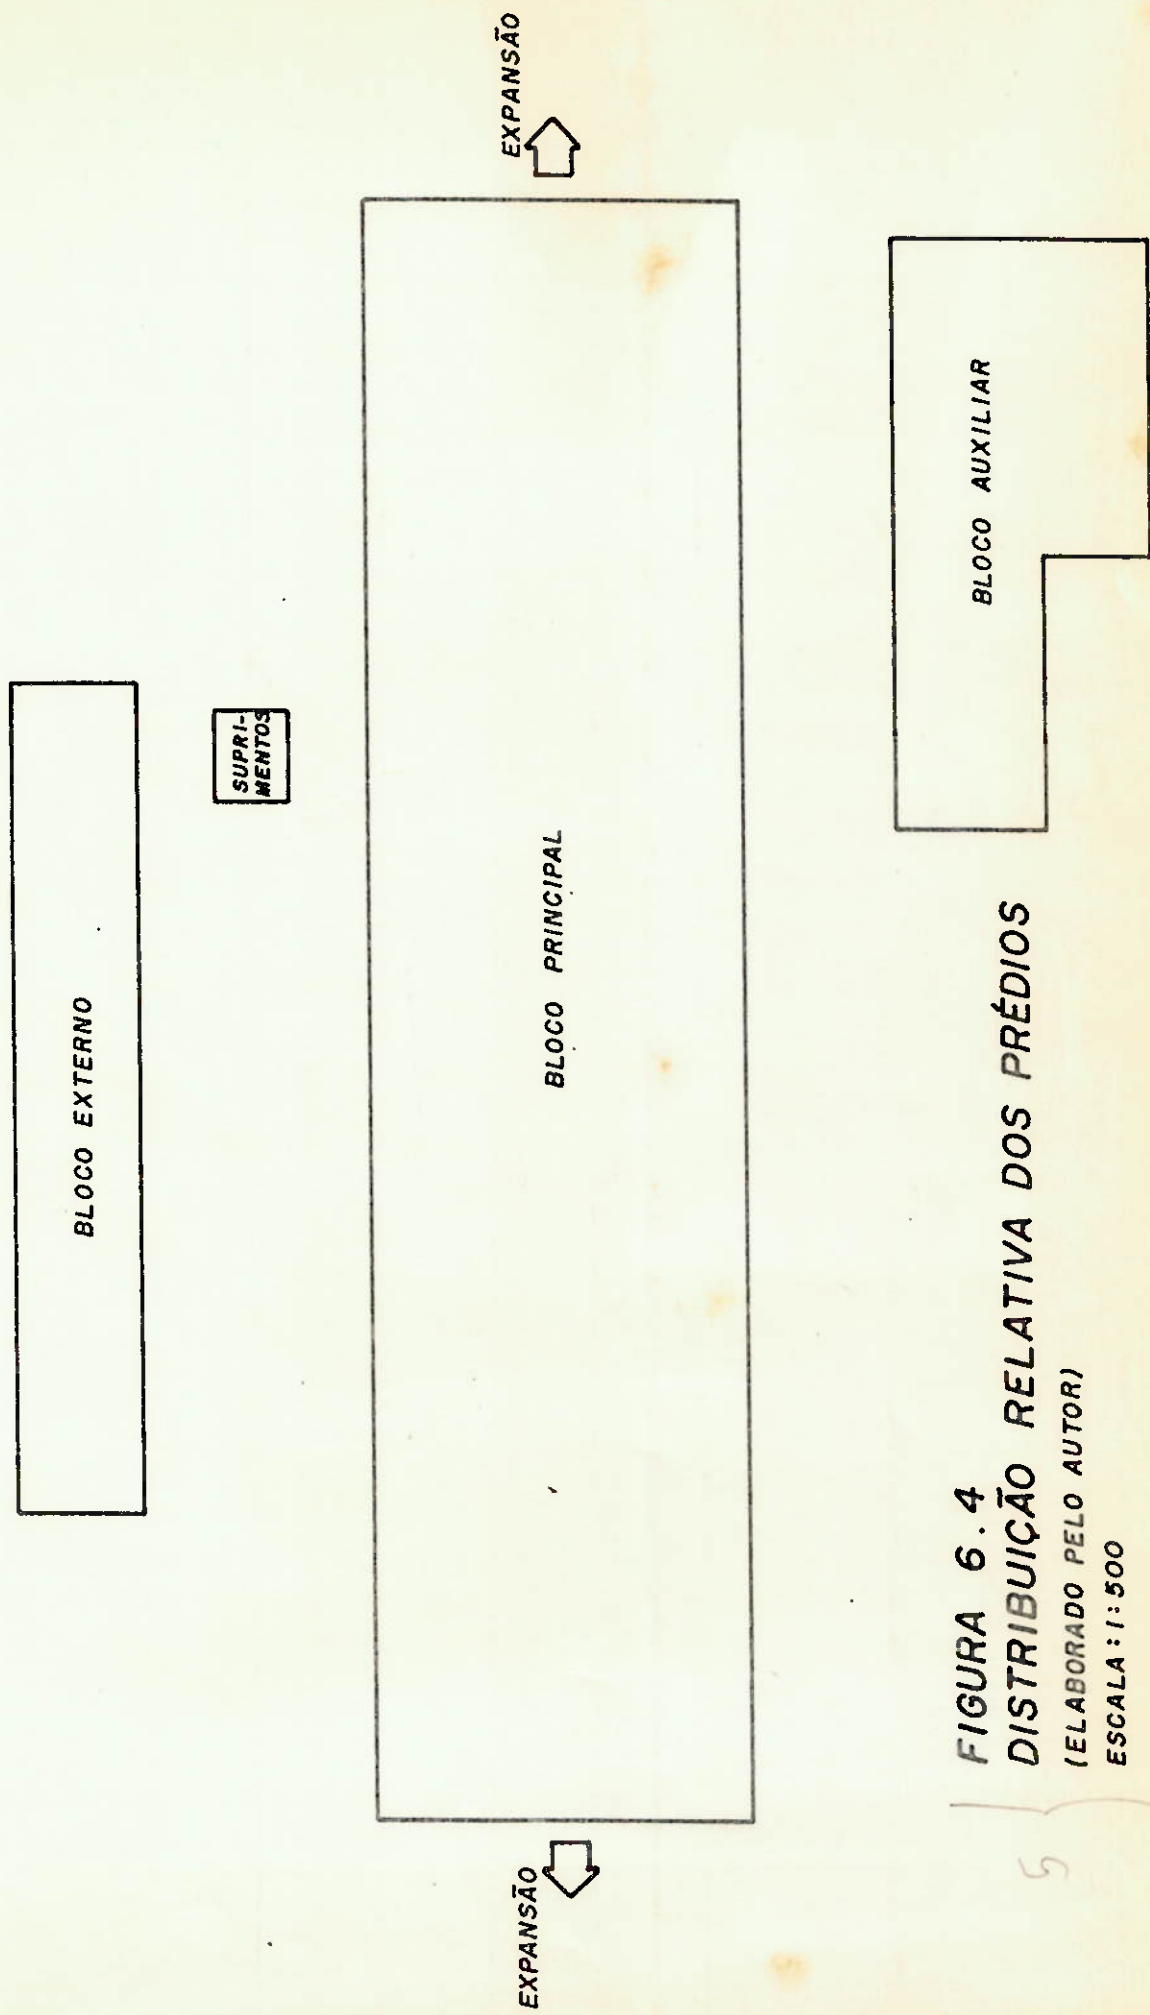 BLOCO EXTERNO
SUPRI-
MENTOS
EXPANSÃO
BLOCO PRINCIPAL
EXPANSÃO
BLOCO AUXILIAR
FIGURA 6.4
DISTRIBUIÇÃO RELATIVA DOS PRÉDIOS
(ELABORADO PELO AUTOR)
ESCALA : 1:500
5